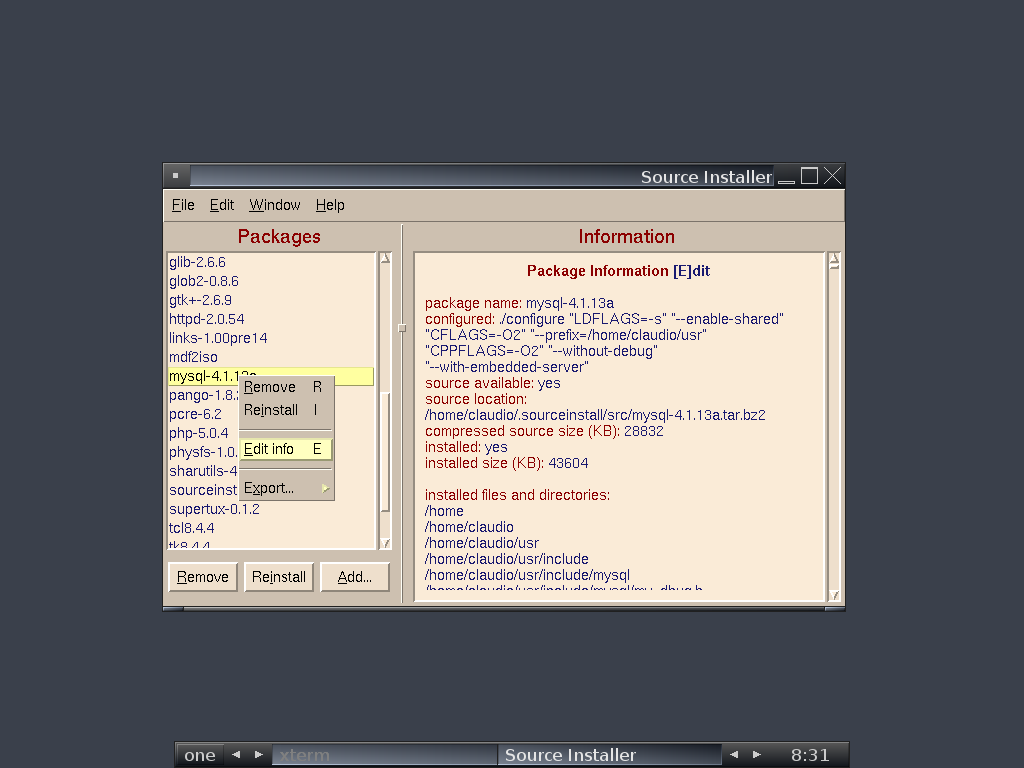 Source Installer
File Edit Window Help
Packages
glib-2.6.6
glob2-0.8.6
gtk+-2.6.9
httpd-2.0.54
links-1.00pre14
mdf2iso
mysql-4.1.13a
pango-1.8.
pcre-6.2
php-5.0.4
physfs-1.0.
sharutils-4
sourceinst
supertux-0.1.2
tcl8.4.4
tk8.4.4
Remove R
Reinstall I
Edit info E
Export...
Remove Reinstall Add...
Information
Package Information [E]dit
package name: mysql-4.1.13a
configured: ./configure "LDFLAGS=-s" "--enable-shared"
"CFLAGS=-O2" "--prefix=/home/claudio/usr"
"CPPFLAGS=-O2" "--without-debug"
"--with-embedded-server"
source available: yes
source location:
/home/claudio/.sourceinstall/src/mysql-4.1.13a.tar.bz2
compressed source size (KB): 28832
installed: yes
installed size (KB): 43604
installed files and directories:
/home
/home/claudio
/home/claudio/usr
/home/claudio/usr/include
/home/claudio/usr/include/mysql
/home/claudio/usr/include/mysql/my_dbug.h
one xterm Source Installer 8:31